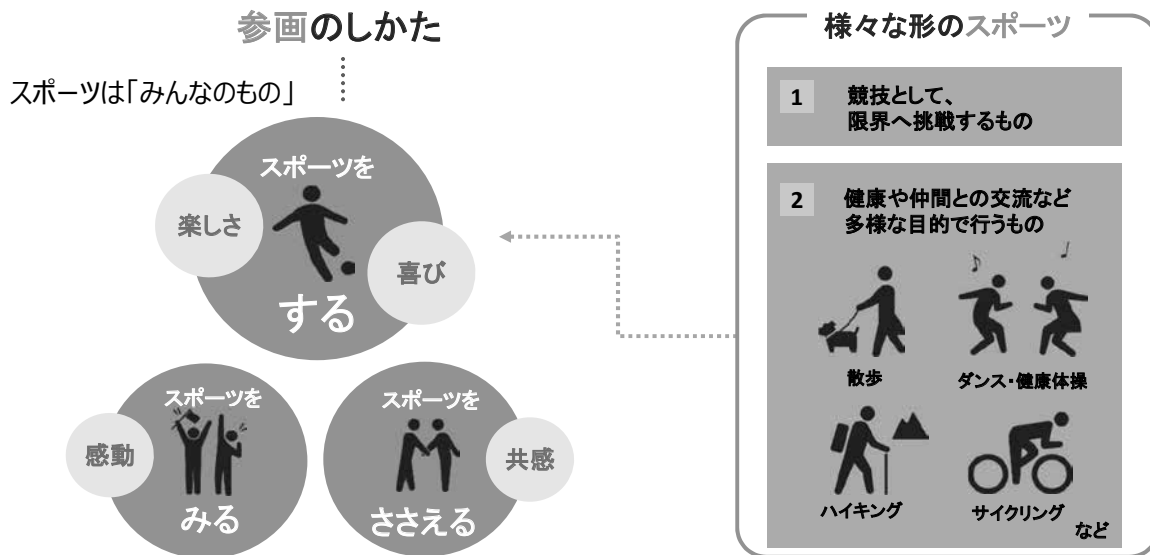 参画のしかた
スポーツは「みんなのもの」
スポーツを
楽しさ
喜び
する
スポーツを
感動
みる
スポーツを
共感
ささえる
様々な形のスポーツ
1
競技として、
限界へ挑戦するもの
2
健康や仲間との交流など
多様な目的で行うもの
散歩
ダンス・健康体操
ハイキング
サイクリング
など